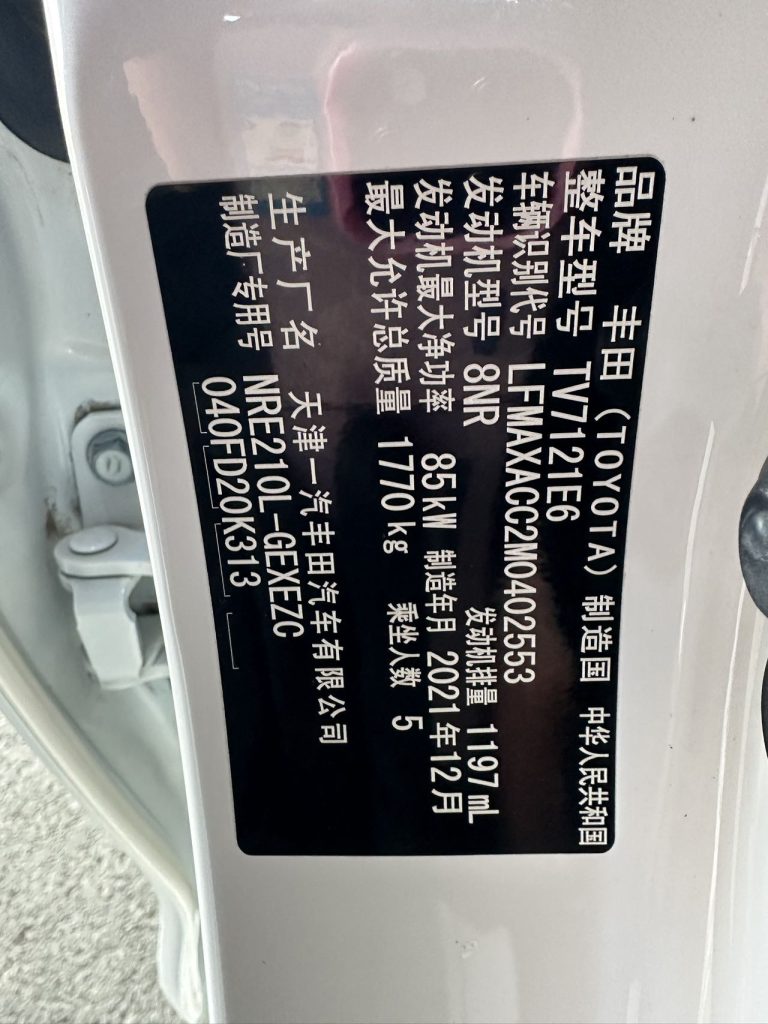 品牌 丰田（TOYOTA） 制造国 中华人民共和国
整车型号 TV7121E6
车辆识别代号 LFMAXACC2M0402553
发动机型号 8NR 发动机排量 1197mL
发动机最大净功率 85kW 制造年月 2021年12月
最大允许总质量 1770kg 乘坐人数 5
生产厂名 天津一汽丰田汽车有限公司
制造厂专用号 NRE210L-GEXEZC
040FD20K313